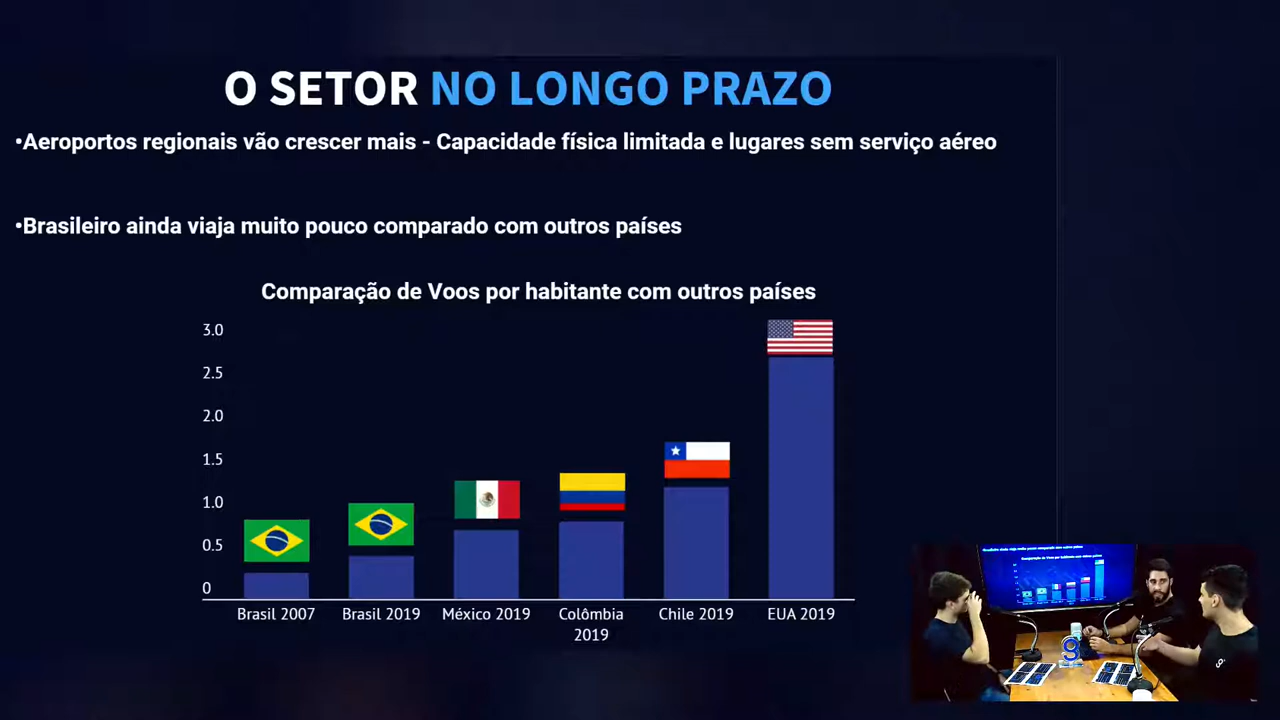 O SETOR NO LONGO PRAZO
•Aeroportos regionais vão crescer mais - Capacidade física limitada e lugares sem serviço aéreo
•Brasileiro ainda viaja muito pouco comparado com outros países
Comparação de Voos por habitante com outros países
3.0
2.5
2.0
1.5
1.0
0.5
0
Brasil 2007
Brasil 2019
México 2019
Colômbia
2019
Chile 2019
EUA 2019